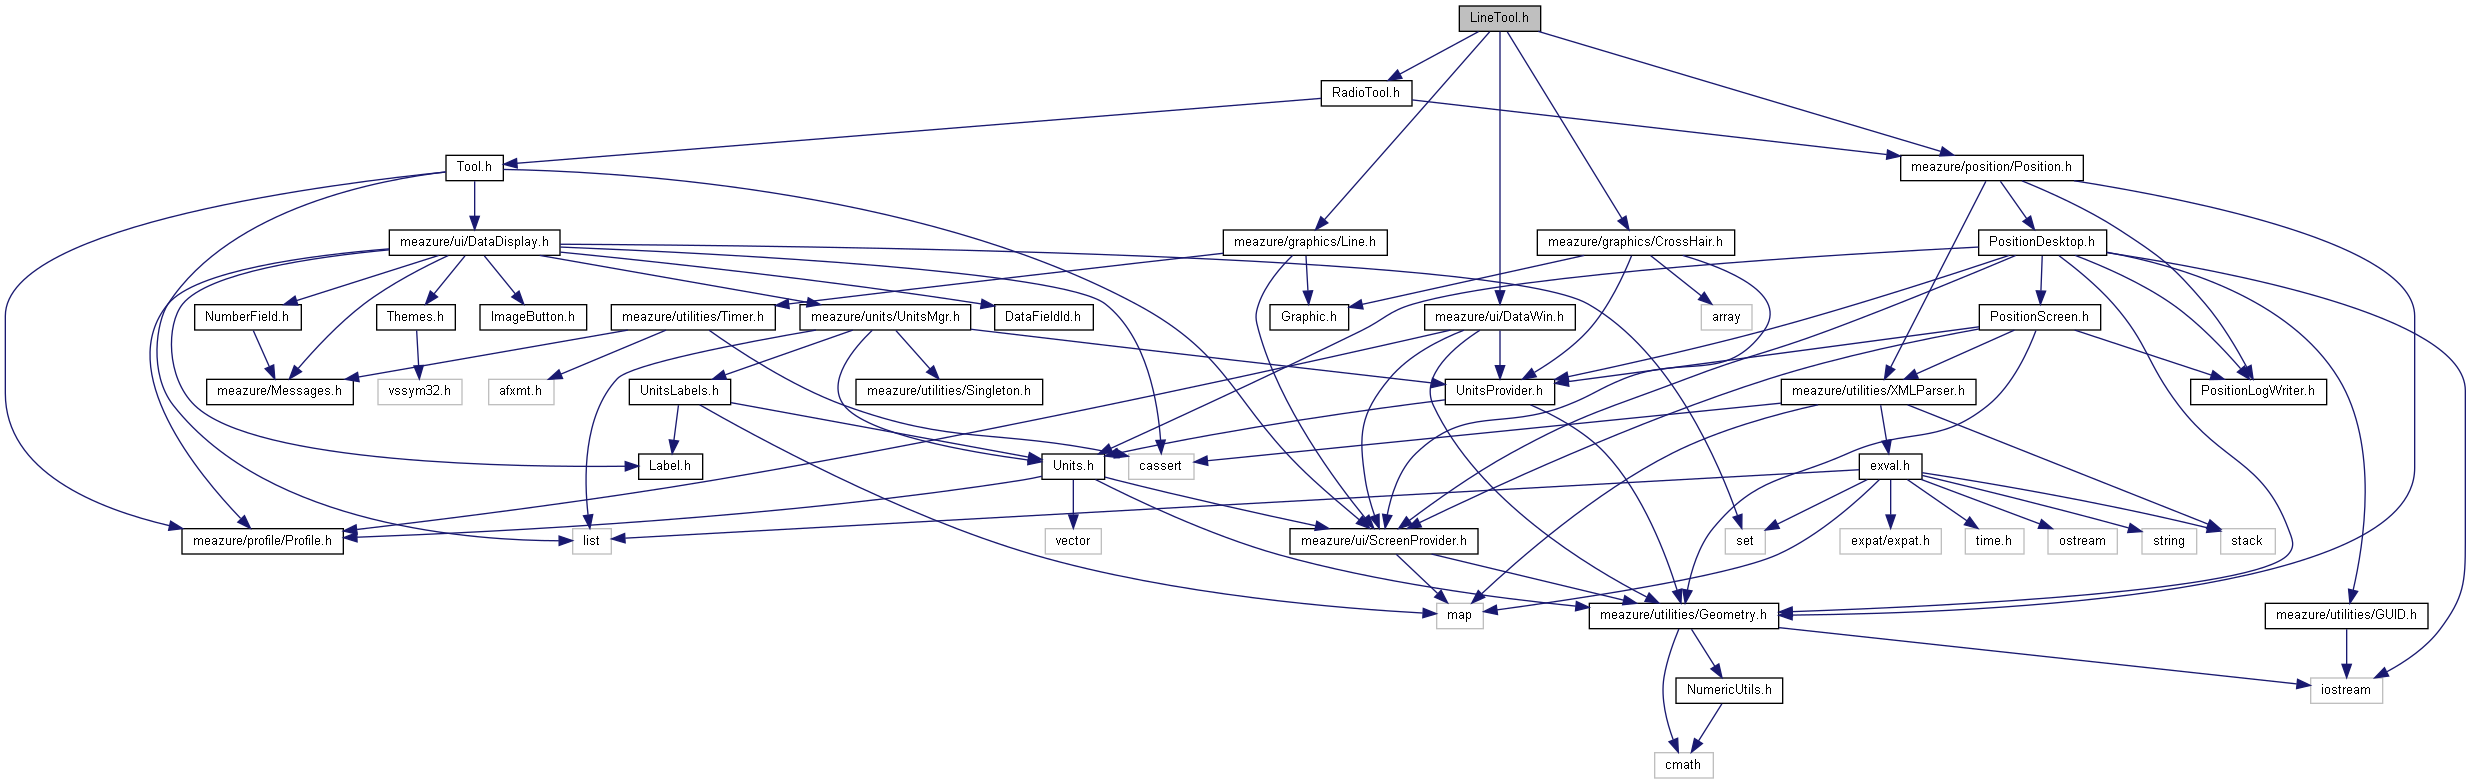 LineTool.h
RadioTool.h
Tool.h
meazure/position/Position.h
meazure/ui/DataDisplay.h
meazure/graphics/Line.h
meazure/graphics/CrossHair.h
PositionDesktop.h
NumberField.h
Themes.h
ImageButton.h
meazure/utilities/Timer.h
meazure/units/UnitsMgr.h
DataFieldId.h
Graphic.h
meazure/ui/DataWin.h
array
PositionScreen.h
meazure/Messages.h
vssym32.h
afxmt.h
UnitsLabels.h
meazure/utilities/Singleton.h
UnitsProvider.h
meazure/utilities/XMLParser.h
PositionLogWriter.h
Label.h
Units.h
cassert
exval.h
meazure/profile/Profile.h
list
vector
meazure/ui/ScreenProvider.h
set
expat/expat.h
time.h
ostream
string
stack
map
meazure/utilities/Geometry.h
meazure/utilities/GUID.h
NumericUtils.h
iostream
cmath